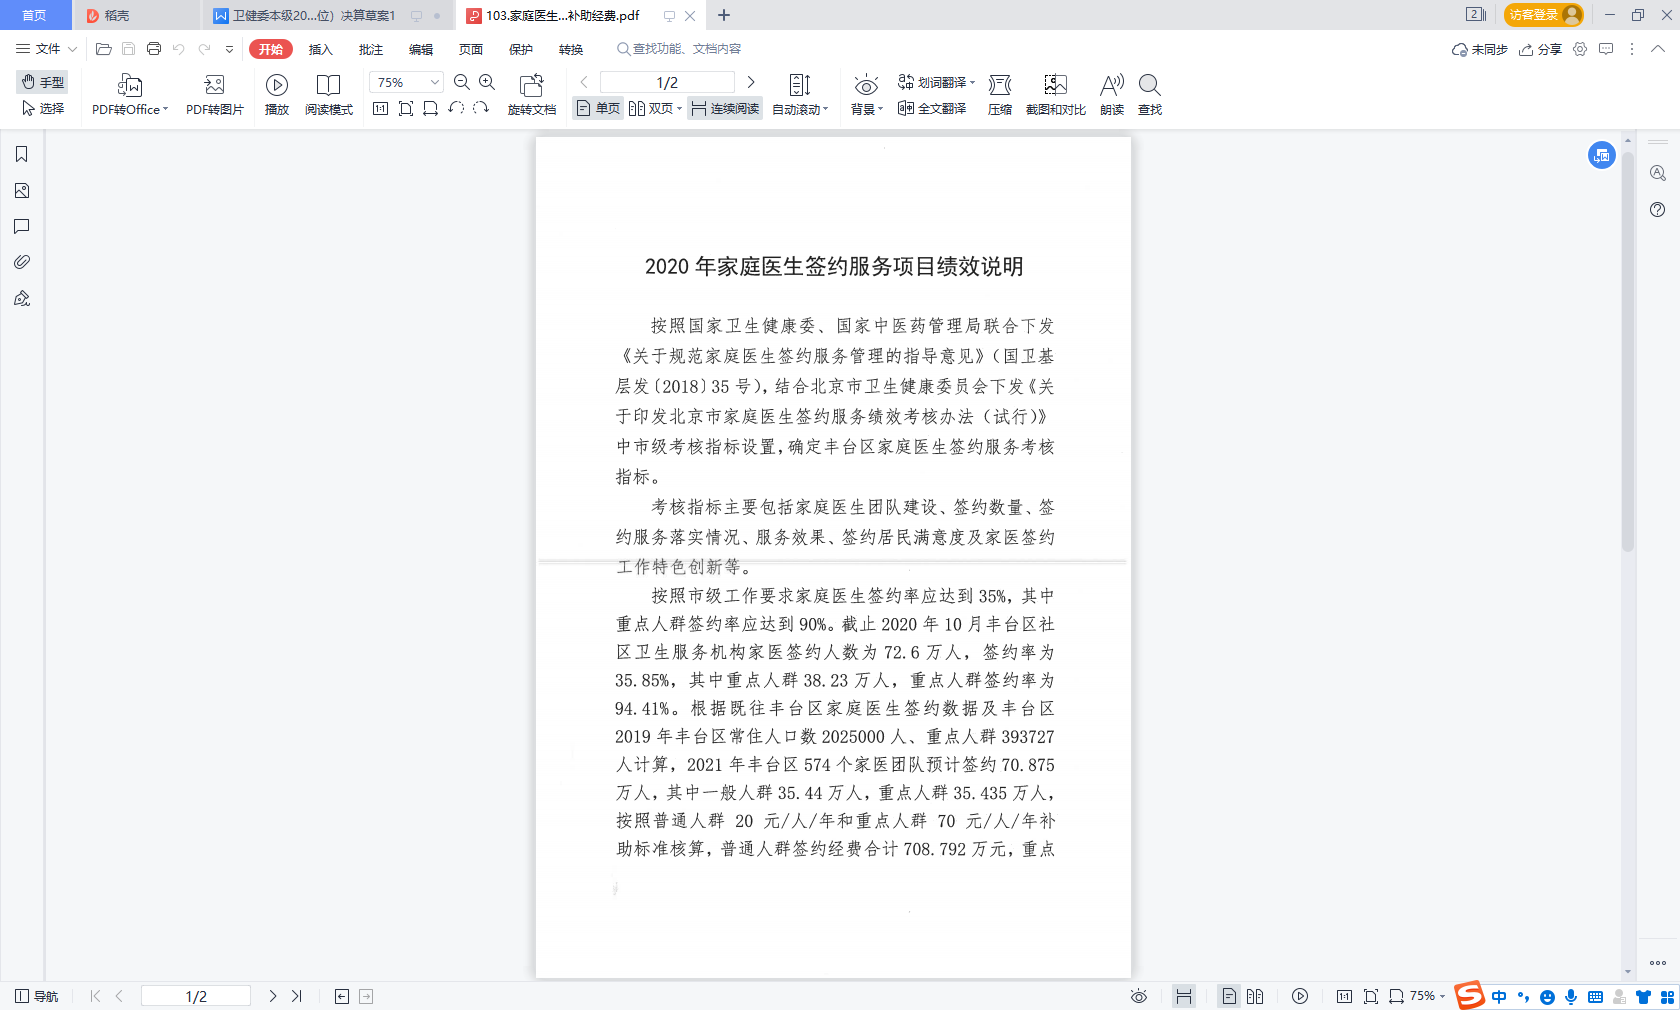 首页
稻壳
卫健委本级20...位）决算草案1
103.家庭医生...补助经费.pdf
2
访客登录
文件
开始
插入
批注
编辑
页面
保护
转换
查找功能、文档内容
未同步
分享
手型
选择
PDF转Office
PDF转图片
播放
阅读模式
75%
1:1
旋转文档
1/2
单页
双页
连续阅读
自动滚动
背景
划词翻译
全文翻译
压缩
截图和对比
朗读
查找
2020 年家庭医生签约服务项目绩效说明
按照国家卫生健康委、国家中医药管理局联合下发
《关于规范家庭医生签约服务管理的指导意见》（国卫基
层发〔2018〕35 号），结合北京市卫生健康委员会下发《关
于印发北京市家庭医生签约服务绩效考核办法（试行）》
中市级考核指标设置，确定丰台区家庭医生签约服务考核
指标。
考核指标主要包括家庭医生团队建设、签约数量、签
约服务落实情况、服务效果、签约居民满意度及家医签约
工作特色创新等。
按照市级工作要求家庭医生签约率应达到 35%，其中
重点人群签约率应达到 90%。截止 2020 年 10 月丰台区社
区卫生服务机构家医签约人数为 72.6 万人，签约率为
35.85%，其中重点人群 38.23 万人，重点人群签约率为
94.41%。根据既往丰台区家庭医生签约数据及丰台区
2019 年丰台区常住人口数 2025000 人、重点人群 393727
人计算，2021 年丰台区 574 个家医团队预计签约 70.875
万人，其中一般人群 35.44 万人，重点人群 35.435 万人，
按照普通人群 20 元/人/年和重点人群 70 元/人/年补
助标准核算，普通人群签约经费合计 708.792 万元，重点
导航
1/2
1:1
75%
中